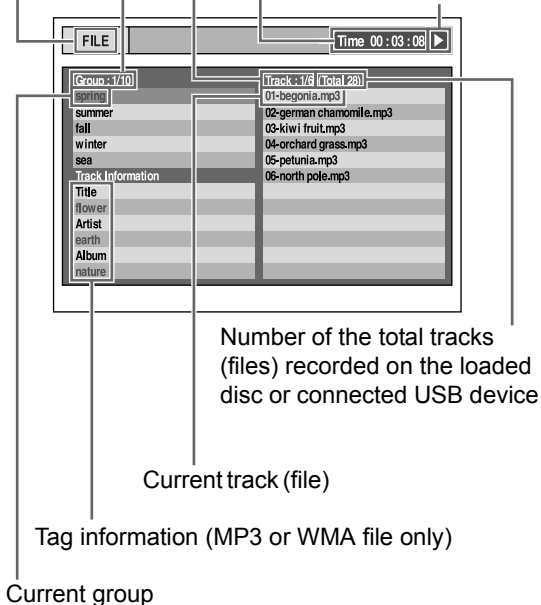 FILE
Time 00 : 03 : 08
Group : 1/10
Track : 1/6 (Total 28)
spring
01-begonia.mp3
summer
02-german chamomile.mp3
fall
03-kiwi fruit.mp3
winter
04-orchard grass.mp3
sea
05-petunia.mp3
Track Information
06-north pole.mp3
Title
flower
Artist
earth
Album
nature
Number of the total tracks
(files) recorded on the loaded
disc or connected USB device
Current track (file)
Tag information (MP3 or WMA file only)
Current group